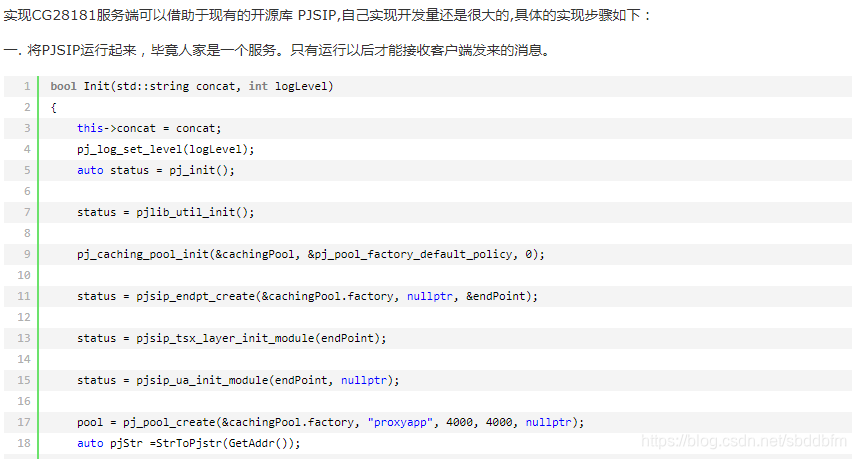 实现CG28181服务端可以借助于现有的开源库 PJSIP,自己实现开发量还是很大的,具体的实现步骤如下：
一. 将PJSIP运行起来，毕竟人家是一个服务。只有运行以后才能接收客户端发来的消息。
1 bool Init(std::string concat, int logLevel)
2 {
3 this->concat = concat;
4 pj_log_set_level(logLevel);
5 auto status = pj_init();
6
7 status = pjlib_util_init();
8
9 pj_caching_pool_init(&cachingPool, &pj_pool_factory_default_policy, 0);
10
11 status = pjsip_endpt_create(&cachingPool.factory, nullptr, &endPoint);
12
13 status = pjsip_tsx_layer_init_module(endPoint);
14
15 status = pjsip_ua_init_module(endPoint, nullptr);
16
17 pool = pj_pool_create(&cachingPool.factory, "proxyapp", 4000, 4000, nullptr);
18 auto pjStr =StrToPjstr(GetAddr());
https://blog.csdn.net/sbddbfm